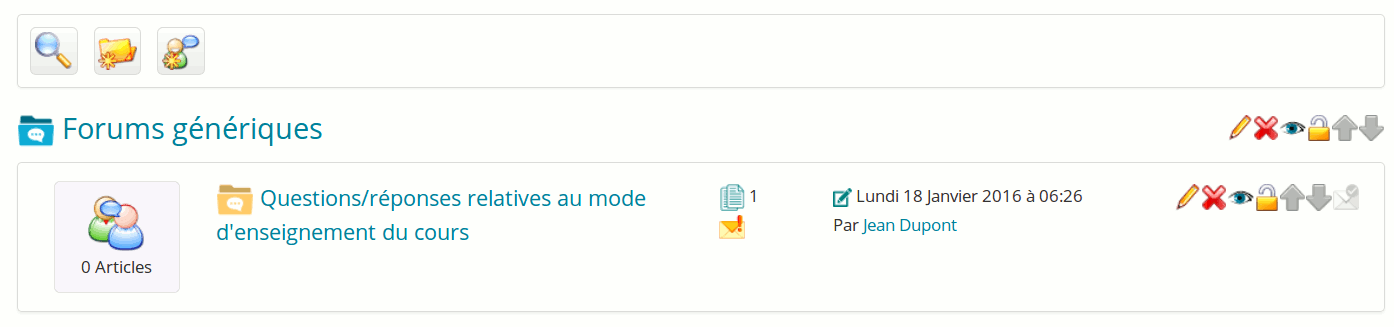 Forums génériques
Questions/réponses relatives au mode
d'enseignement du cours
0 Articles
1
Lundi 18 Janvier 2016 à 06:26
Par Jean Dupont